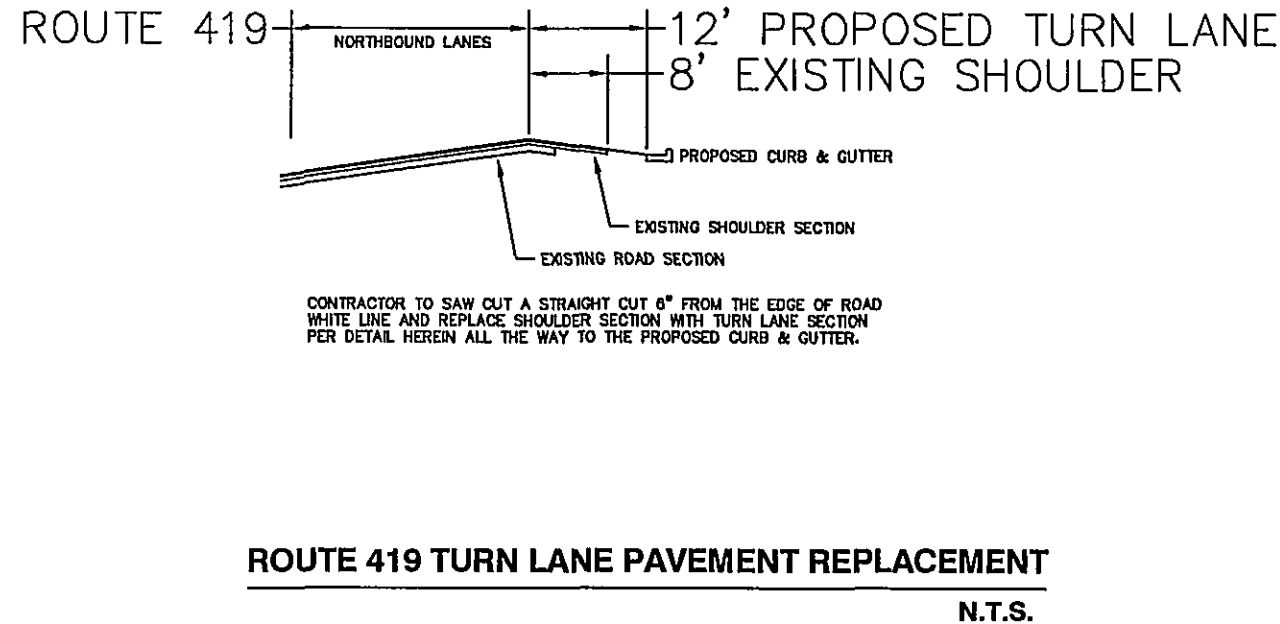 ROUTE 419
NORTHBOUND LANES
12' PROPOSED TURN LANE
8' EXISTING SHOULDER
PROPOSED CURB & GUTTER
EXISTING SHOULDER SECTION
EXISTING ROAD SECTION
CONTRACTOR TO SAW CUT A STRAIGHT CUT 6" FROM THE EDGE OF ROAD
WHITE LINE AND REPLACE SHOULDER SECTION WITH TURN LANE SECTION
PER DETAIL HEREIN ALL THE WAY TO THE PROPOSED CURB & GUTTER.
ROUTE 419 TURN LANE PAVEMENT REPLACEMENT
N.T.S.